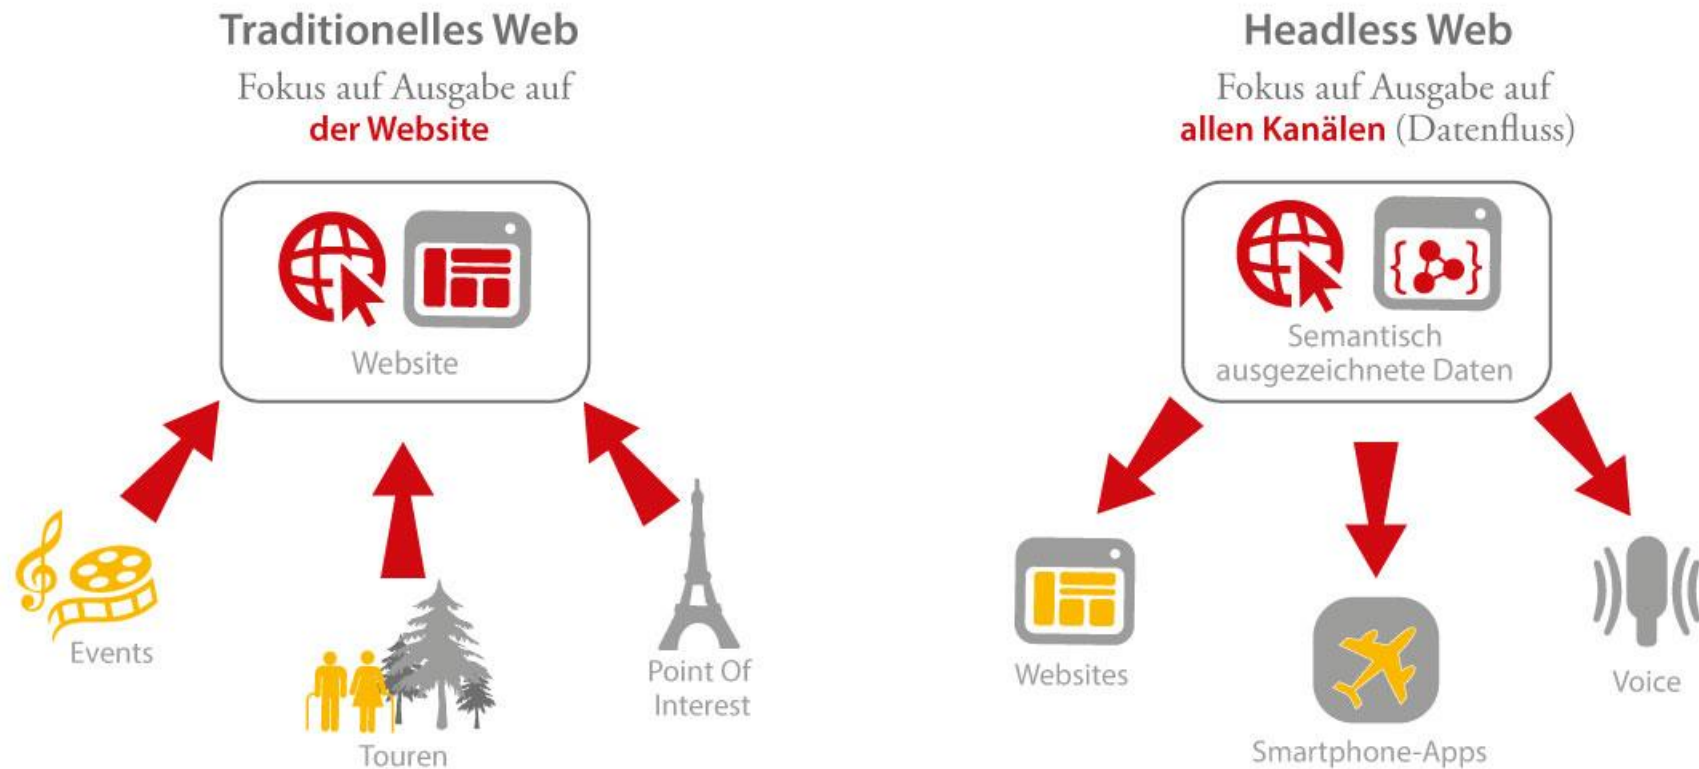 Traditionelles Web
Fokus auf Ausgabe auf
der Website
Website
Events
Touren
Point Of
Interest
Headless Web
Fokus auf Ausgabe auf
allen Kanälen (Datenfluss)
Semantisch
ausgezeichnete Daten
Websites
Smartphone-Apps
Voice